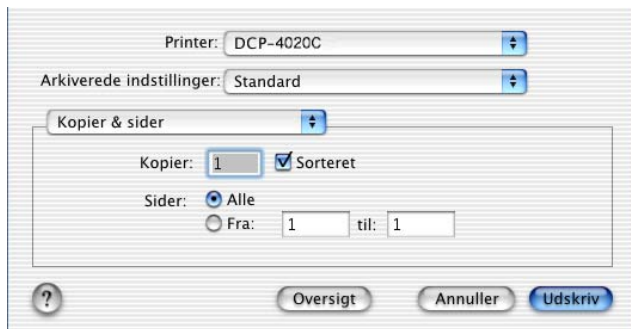 Printer: DCP-4020C
Arkiverede indstillinger: Standard
Kopier & sider
Kopier: 1 Sorteret
Sider: Alle
Fra: 1 til: 1
? Oversigt Annuller Udskriv